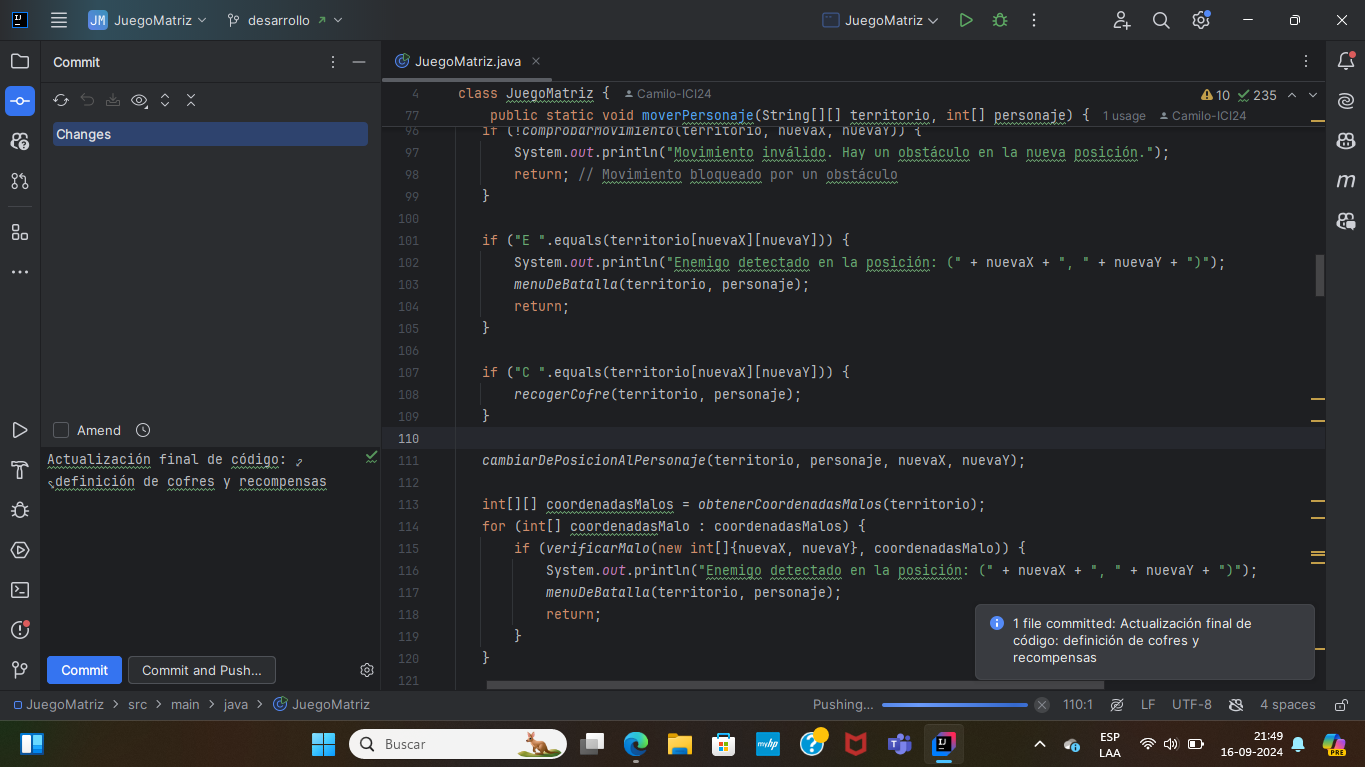 JM JuegoMatriz desarrollo JuegoMatriz
Commit
JuegoMatriz.java
Changes
4 class JuegoMatriz { Camilo-ICI24 10 235
77 public static void moverPersonaje(String[][] territorio, int[] personaje) { 1 usage Camilo-ICI24
96 if (!comprobarMovimiento(territorio, nuevaX, nuevaY)) {
97 System.out.println("Movimiento inválido. Hay un obstáculo en la nueva posición.");
98 return; // Movimiento bloqueado por un obstáculo
99 }
100
101 if ("E ".equals(territorio[nuevaX][nuevaY])) {
102 System.out.println("Enemigo detectado en la posición: (" + nuevaX + ", " + nuevaY + ")");
103 menuDeBatalla(territorio, personaje);
104 return;
105 }
106
107 if ("C ".equals(territorio[nuevaX][nuevaY])) {
108 recogerCofre(territorio, personaje);
109 }
110
111 cambiarDePosicionAlPersonaje(territorio, personaje, nuevaX, nuevaY);
112
113 int[][] coordenadasMalos = obtenerCoordenadasMalos(territorio);
114 for (int[] coordenadasMalo : coordenadasMalos) {
115 if (verificarMalo(new int[]{nuevaX, nuevaY}, coordenadasMalo)) {
116 System.out.println("Enemigo detectado en la posición: (" + nuevaX + ", " + nuevaY + ")");
117 menuDeBatalla(territorio, personaje);
118 return;
119 }
120 }
121
Amend
Actualización final de código:
definición de cofres y recompensas
Commit Commit and Push...
1 file committed: Actualización final de
código: definición de cofres y
recompensas
JuegoMatriz > src > main > java > JuegoMatriz Pushing... 110:1 LF UTF-8 4 spaces
Buscar
myhp
PRE
ESP
LAA
21:49
16-09-2024